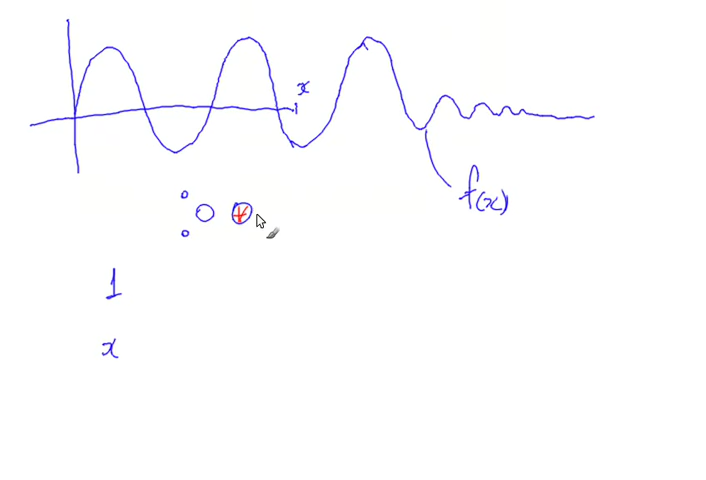 x
f(x)
+
1
x